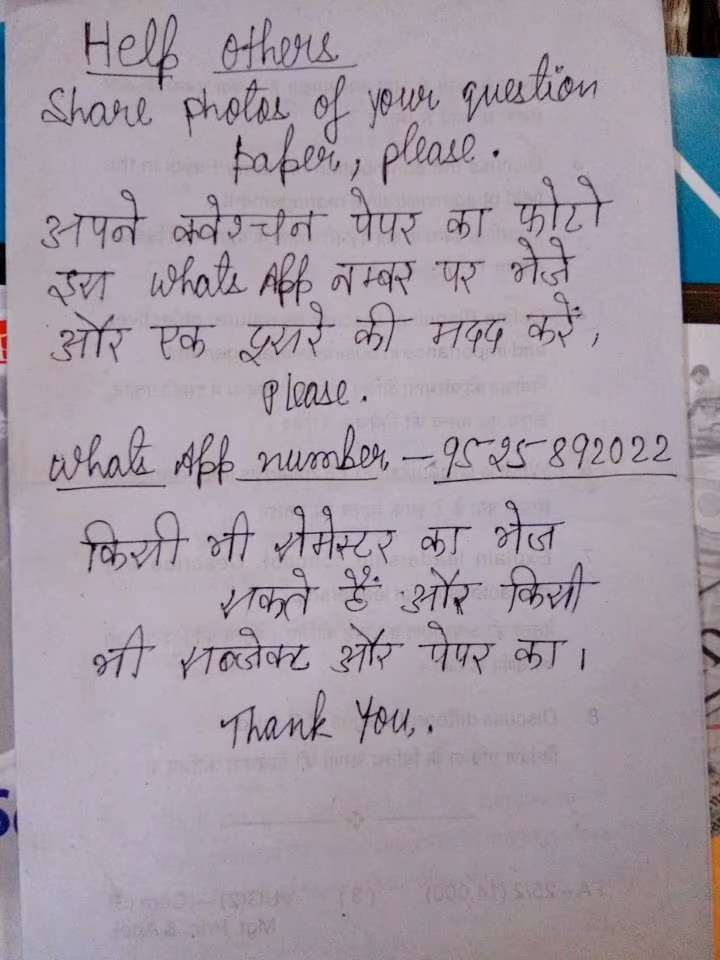 Help others
Share photos of your question
paper, please.
अपने क्वेश्चन पेपर का फोटो
इस WhatsApp नम्बर पर भेजे
और एक दूसरे की मदद करें,
please.
WhatsApp number - 9525892022
किसी भी सेमेस्टर का भेज
सकते हैं और किसी
भी सब्जेक्ट और पेपर का।
Thank You.